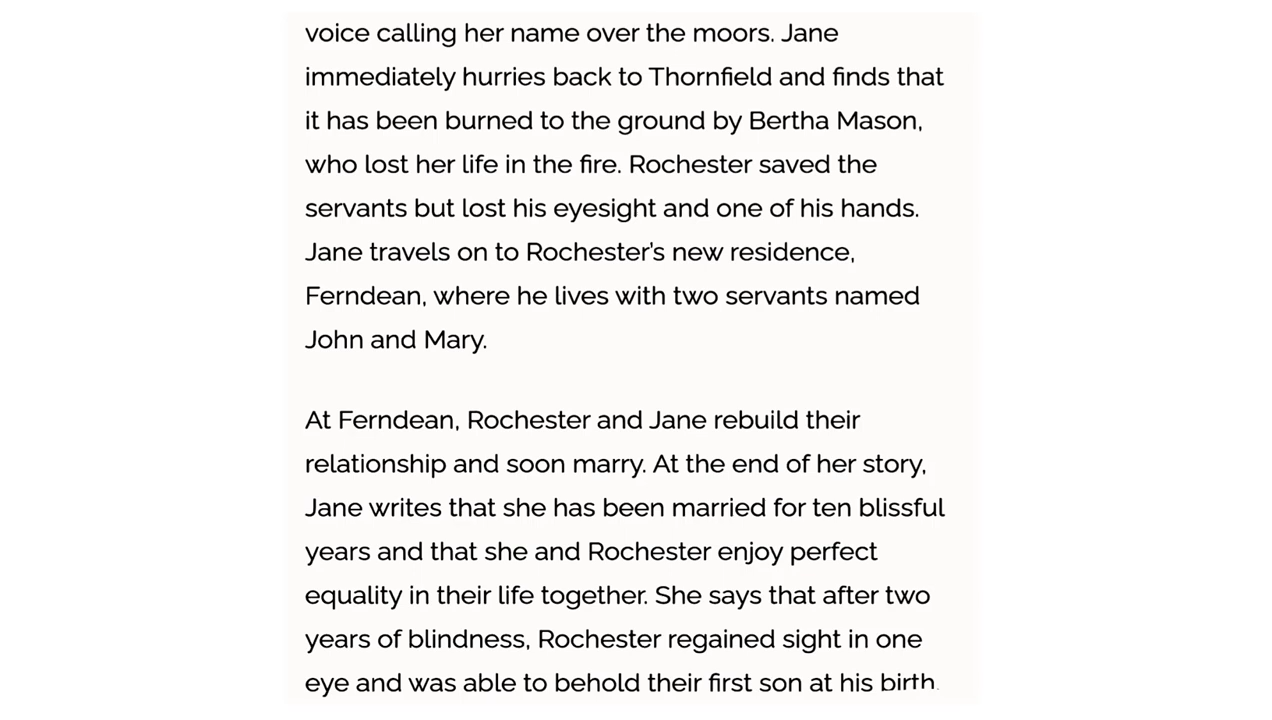 voice calling her name over the moors. Jane
immediately hurries back to Thornfield and finds that
it has been burned to the ground by Bertha Mason,
who lost her life in the fire. Rochester saved the
servants but lost his eyesight and one of his hands.
Jane travels on to Rochester's new residence,
Ferndean, where he lives with two servants named
John and Mary.
At Ferndean, Rochester and Jane rebuild their
relationship and soon marry. At the end of her story,
Jane writes that she has been married for ten blissful
years and that she and Rochester enjoy perfect
equality in their life together. She says that after two
years of blindness, Rochester regained sight in one
eye and was able to behold their first son at his birth.